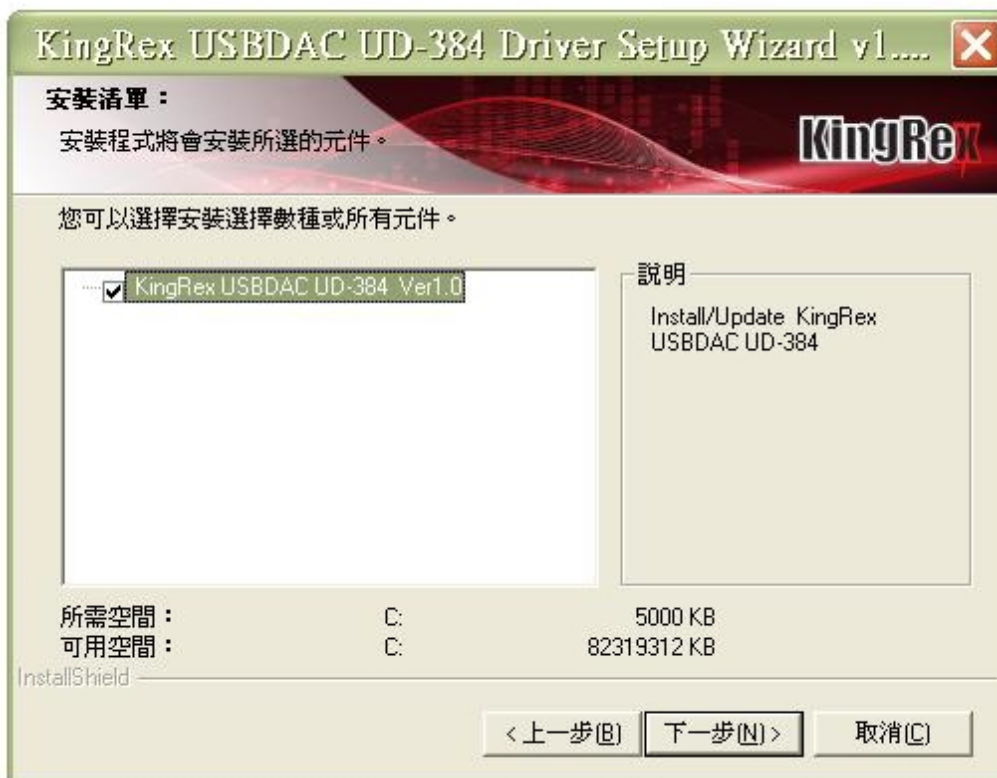 KingRex USBDAC UD-384 Driver Setup Wizard v1....
安裝清單：
安裝程式將會安裝所選的元件。
KingRex
您可以選擇安裝選擇數種或所有元件。
KingRex USBDAC UD-384 Ver1.0
說明
Install/Update KingRex
USBDAC UD-384
所需空間： C: 5000 KB
可用空間： C: 82319312 KB
InstallShield
< 上一步(B)
下一步(N) >
取消(C)